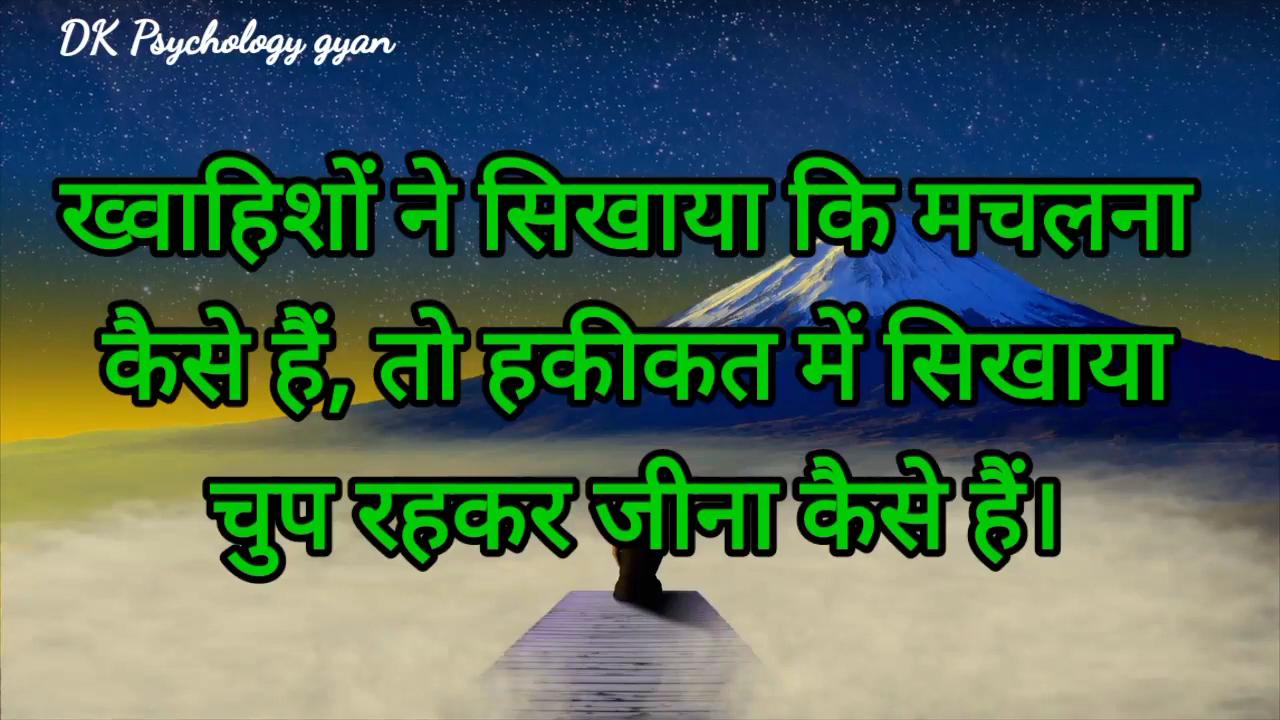 DK Psychology gyan
ख्वाहिशों ने सिखाया कि मचलना
कैसे हैं, तो हकीकत में सिखाया
चुप रहकर जीना कैसे हैं।